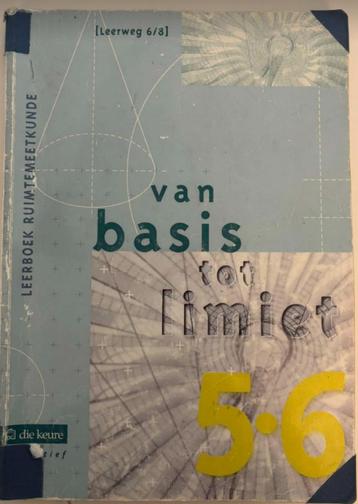 [Leerweg 6/8]
LEERBOEK RUIMTEMEETKUNDE
van
basis
tot
limiet
5•6
die keure